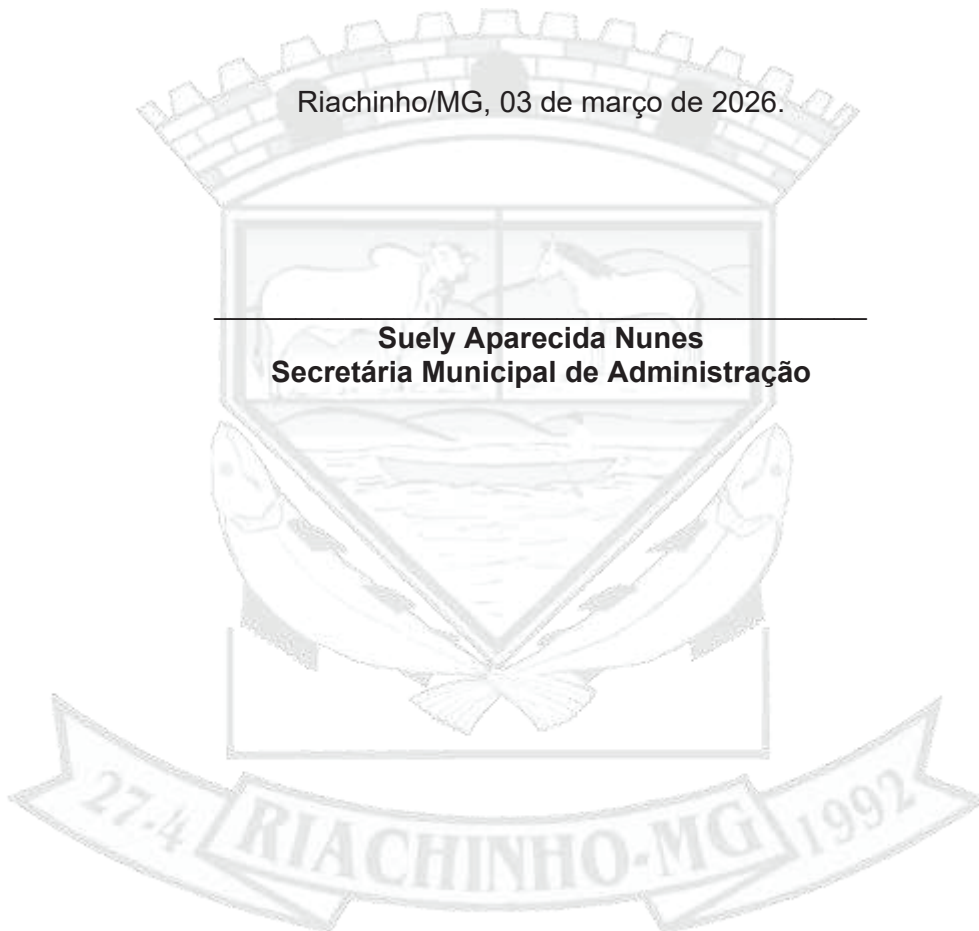 Riachinho/MG, 03 de março de 2026.
Suely Aparecida Nunes
Secretária Municipal de Administração
27-4 RIACHINHO-MG 1992